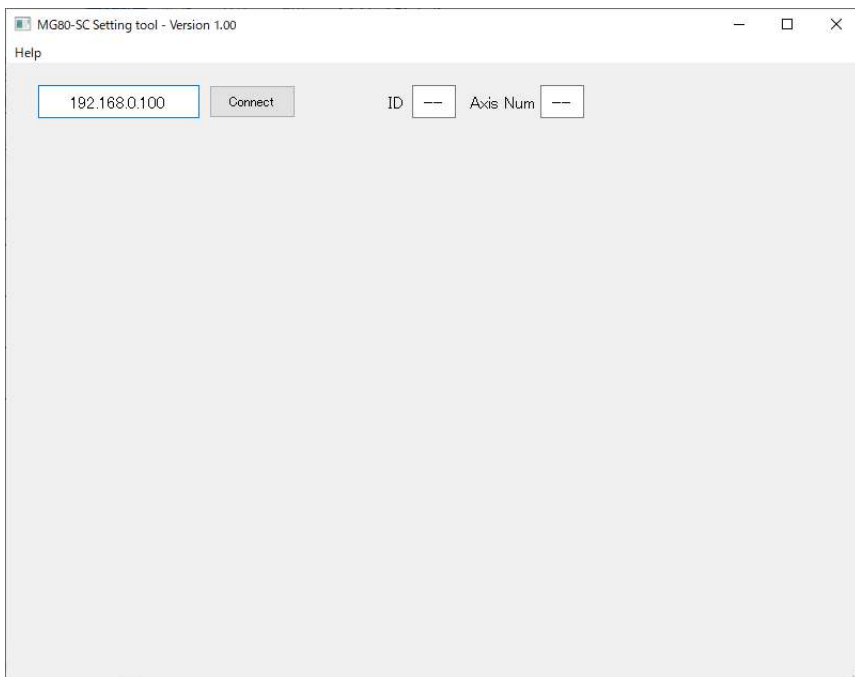 MG80-SC Setting tool - Version 1.00
Help
192.168.0.100 Connect ID -- Axis Num --